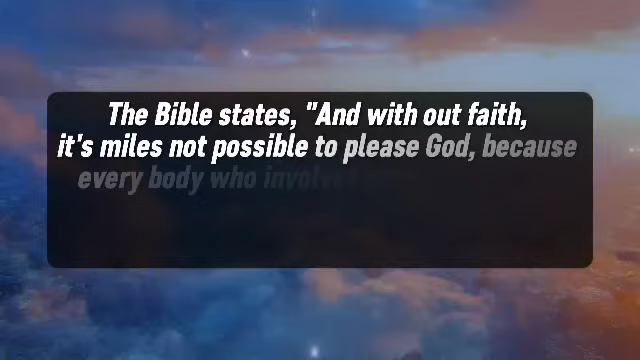 The Bible states, "And with out faith,
it's miles not possible to please God, because
every body who